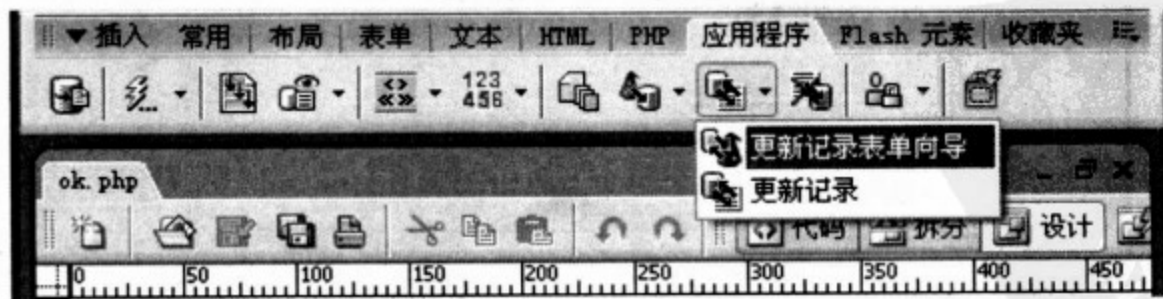 ▼插入 常用 布局 表单 文本 HTML PHP 应用程序 Flash 元素 收藏夹
123
456
更新记录表单向导
更新记录
ok.php
代码 拆分 设计
0 50 100 150 200 250 300 350 400 450